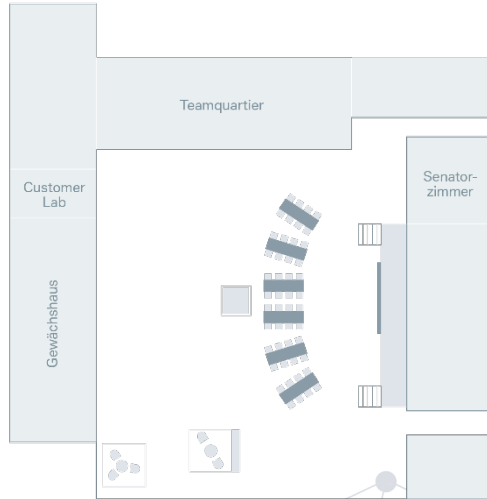 Teamquartier
Customer
Lab
Senator-
zimmer
Gewächshaus